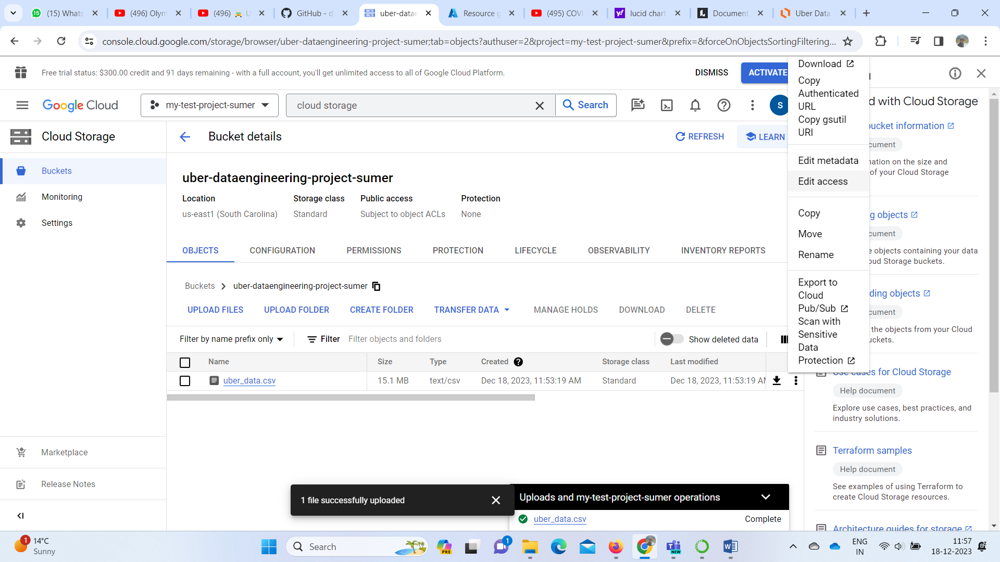 (15) Whats
(496) Olym
(496) 🚕 U
GitHub - d
uber-datae
Resource g
(495) COVI
lucid chart
Document
Uber Data
console.cloud.google.com/storage/browser/uber-dataengineering-project-sumer;tab=objects?authuser=2&project=my-test-project-sumer&prefix=&forceOnObjectsSortingFiltering...
Free trial status: $300.00 credit and 91 days remaining - with a full account, you'll get unlimited access to all of Google Cloud Platform.
DISMISS
ACTIVATE
Google Cloud
my-test-project-sumer
cloud storage
Search
S
Cloud Storage
Bucket details
REFRESH
LEARN
Buckets
Monitoring
Settings
Marketplace
Release Notes
uber-dataengineering-project-sumer
Location
Storage class
Public access
Protection
us-east1 (South Carolina)
Standard
Subject to object ACLs
None
OBJECTS
CONFIGURATION
PERMISSIONS
PROTECTION
LIFECYCLE
OBSERVABILITY
INVENTORY REPORTS
Buckets
uber-dataengineering-project-sumer
UPLOAD FILES
UPLOAD FOLDER
CREATE FOLDER
TRANSFER DATA
MANAGE HOLDS
DOWNLOAD
DELETE
Filter by name prefix only
Filter
Filter objects and folders
Show deleted data
Name
Size
Type
Created
Storage class
Last modified
uber_data.csv
15.1 MB
text/csv
Dec 18, 2023, 11:53:19 AM
Standard
Dec 18, 2023, 11:53:19 AM
Download
Copy
Authenticated
URL
Copy gsutil
URI
Edit metadata
Edit access
Copy
Move
Rename
Export to
Cloud
Pub/Sub
Scan with
Sensitive
Data
Protection
d with Cloud Storage
bucket information
cument
nation on the size and
of your Cloud Storage
g objects
cument
e objects containing your data
oud Storage buckets.
ding objects
cument
the objects from your Cloud
uckets.
Use cases for Cloud Storage
Help document
Explore use cases, best practices, and
industry solutions.
Terraform samples
Help document
See examples of using Terraform to
create Cloud Storage resources.
Architecture guides for storage
1 file successfully uploaded
Uploads and my-test-project-sumer operations
uber_data.csv
Complete
1
14°C
Sunny
Search
PRE
1
NEW
ENG
IN
11:57
18-12-2023